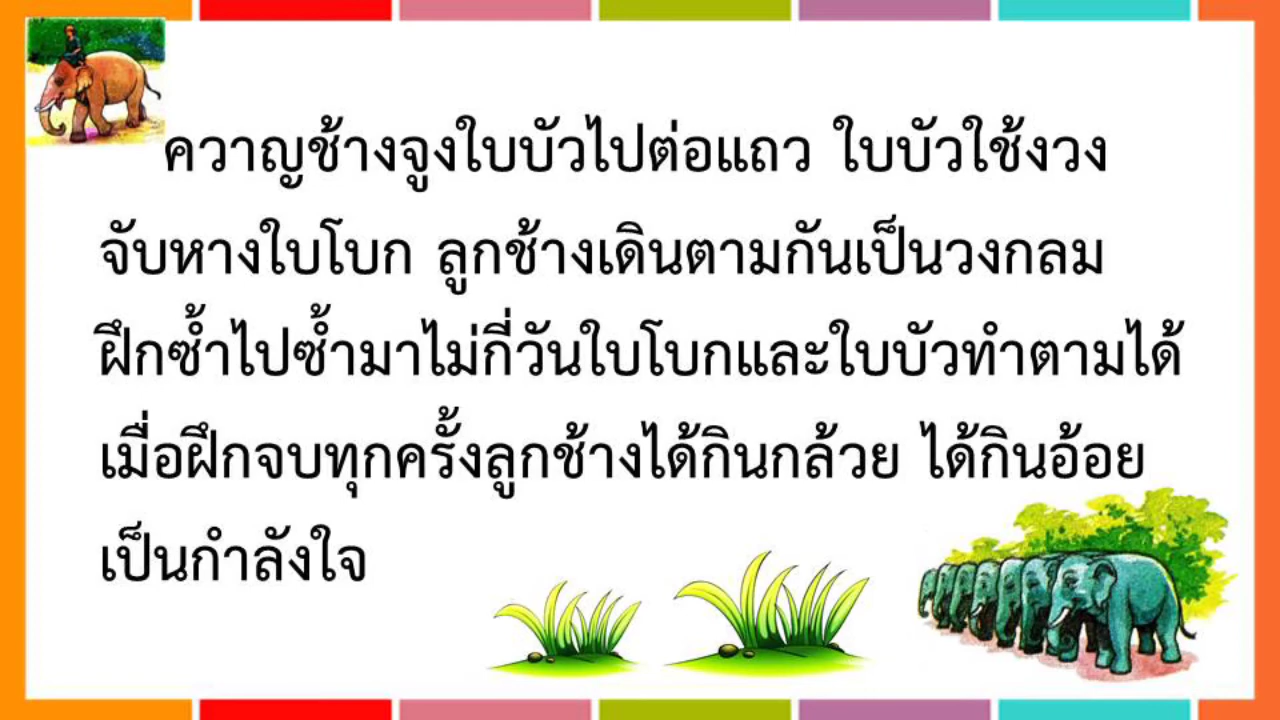 ควาญช้างจูงใบบัวไปต่อแถว ใบบัวใช้งวง
จับหางใบโบก ลูกช้างเดินตามกันเป็นวงกลม
ฝึกซ้ำไปซ้ำมาไม่กี่วันใบโบกและใบบัวทำตามได้
เมื่อฝึกจบทุกครั้งลูกช้างได้กินกล้วย ได้กินอ้อย
เป็นกำลังใจ